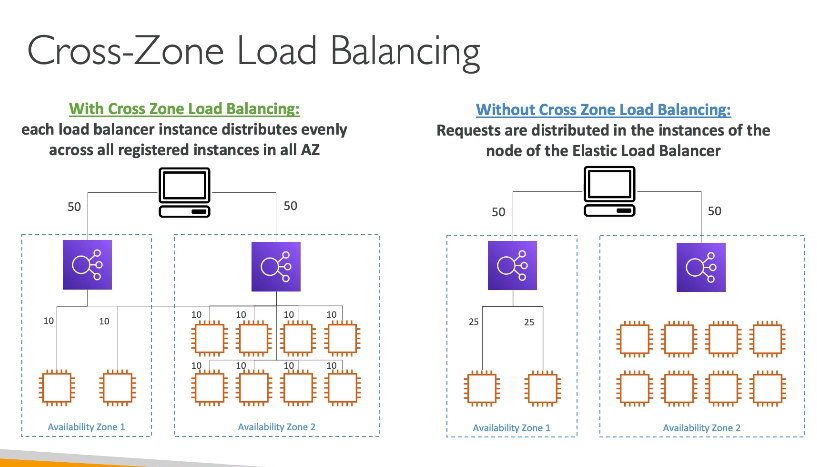 Cross-Zone Load Balancing
With Cross Zone Load Balancing:
each load balancer instance distributes evenly
across all registered instances in all AZ
50
50
10
10
10
10
10
10
10
10
10
10
Availability Zone 1
Availability Zone 2
Without Cross Zone Load Balancing:
Requests are distributed in the instances of the
node of the Elastic Load Balancer
50
50
25
25
Availability Zone 1
Availability Zone 2